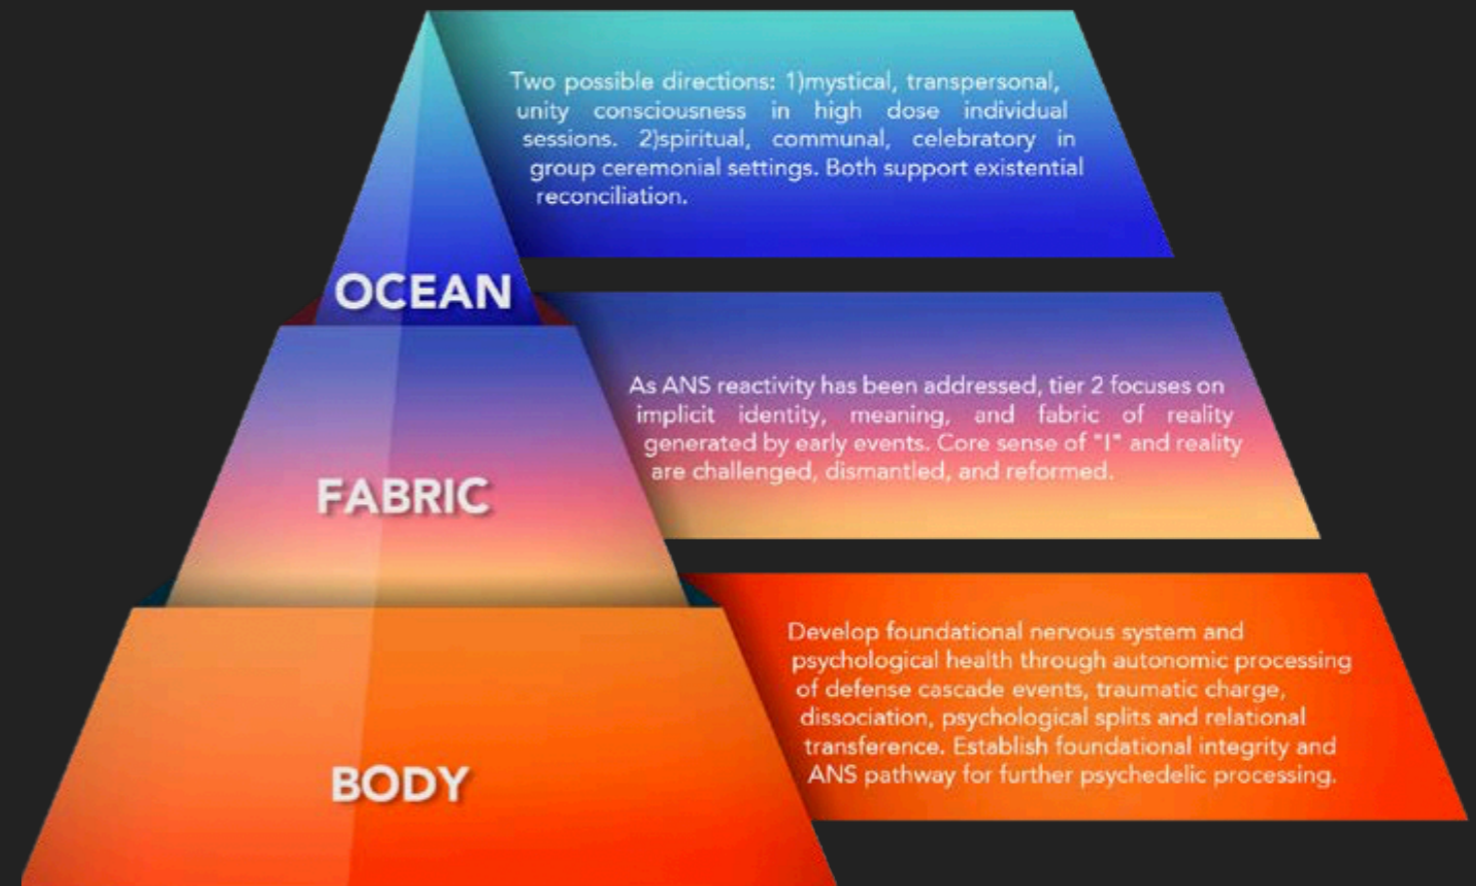 Two possible directions: 1)mystical, transpersonal,
unity consciousness in high dose individual
sessions. 2)spiritual, communal, celebratory in
group ceremonial settings. Both support existential
reconciliation.
OCEAN
As ANS reactivity has been addressed, tier 2 focuses on
implicit identity, meaning, and fabric of reality
generated by early events. Core sense of "I" and reality
are challenged, dismantled, and reformed.
FABRIC
Develop foundational nervous system and
psychological health through autonomic processing
of defense cascade events, traumatic charge,
dissociation, psychological splits and relational
transference. Establish foundational integrity and
ANS pathway for further psychedelic processing.
BODY